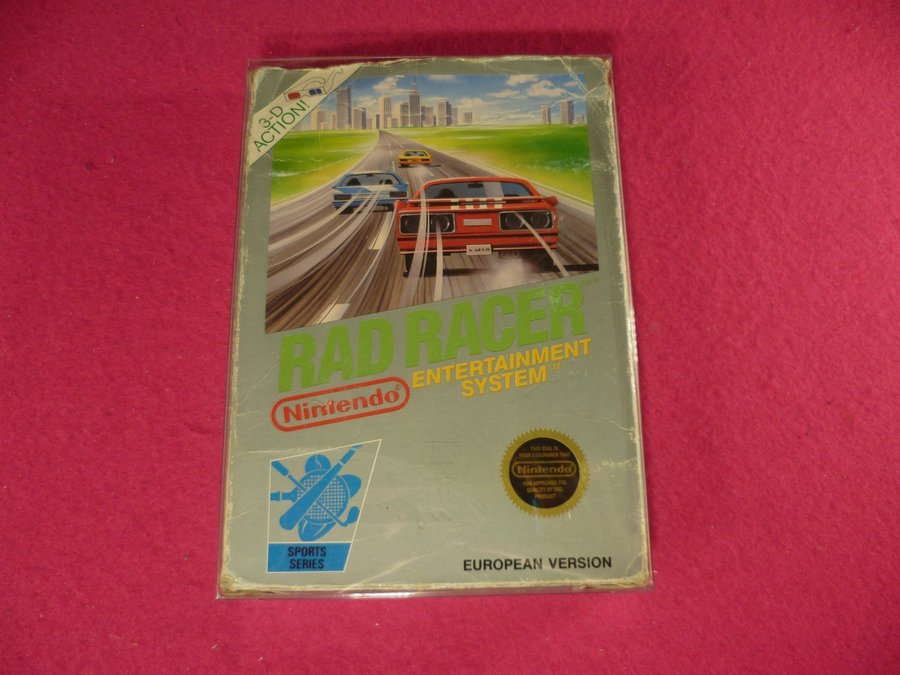 3-D
ACTION!
RAD RACER
Nintendo®
ENTERTAINMENT
SYSTEM™
THIS SEAL IS
YOUR ASSURANCE THAT
Nintendo
HAS APPROVED THE
QUALITY OF THIS
PRODUCT
SPORTS
SERIES
EUROPEAN VERSION